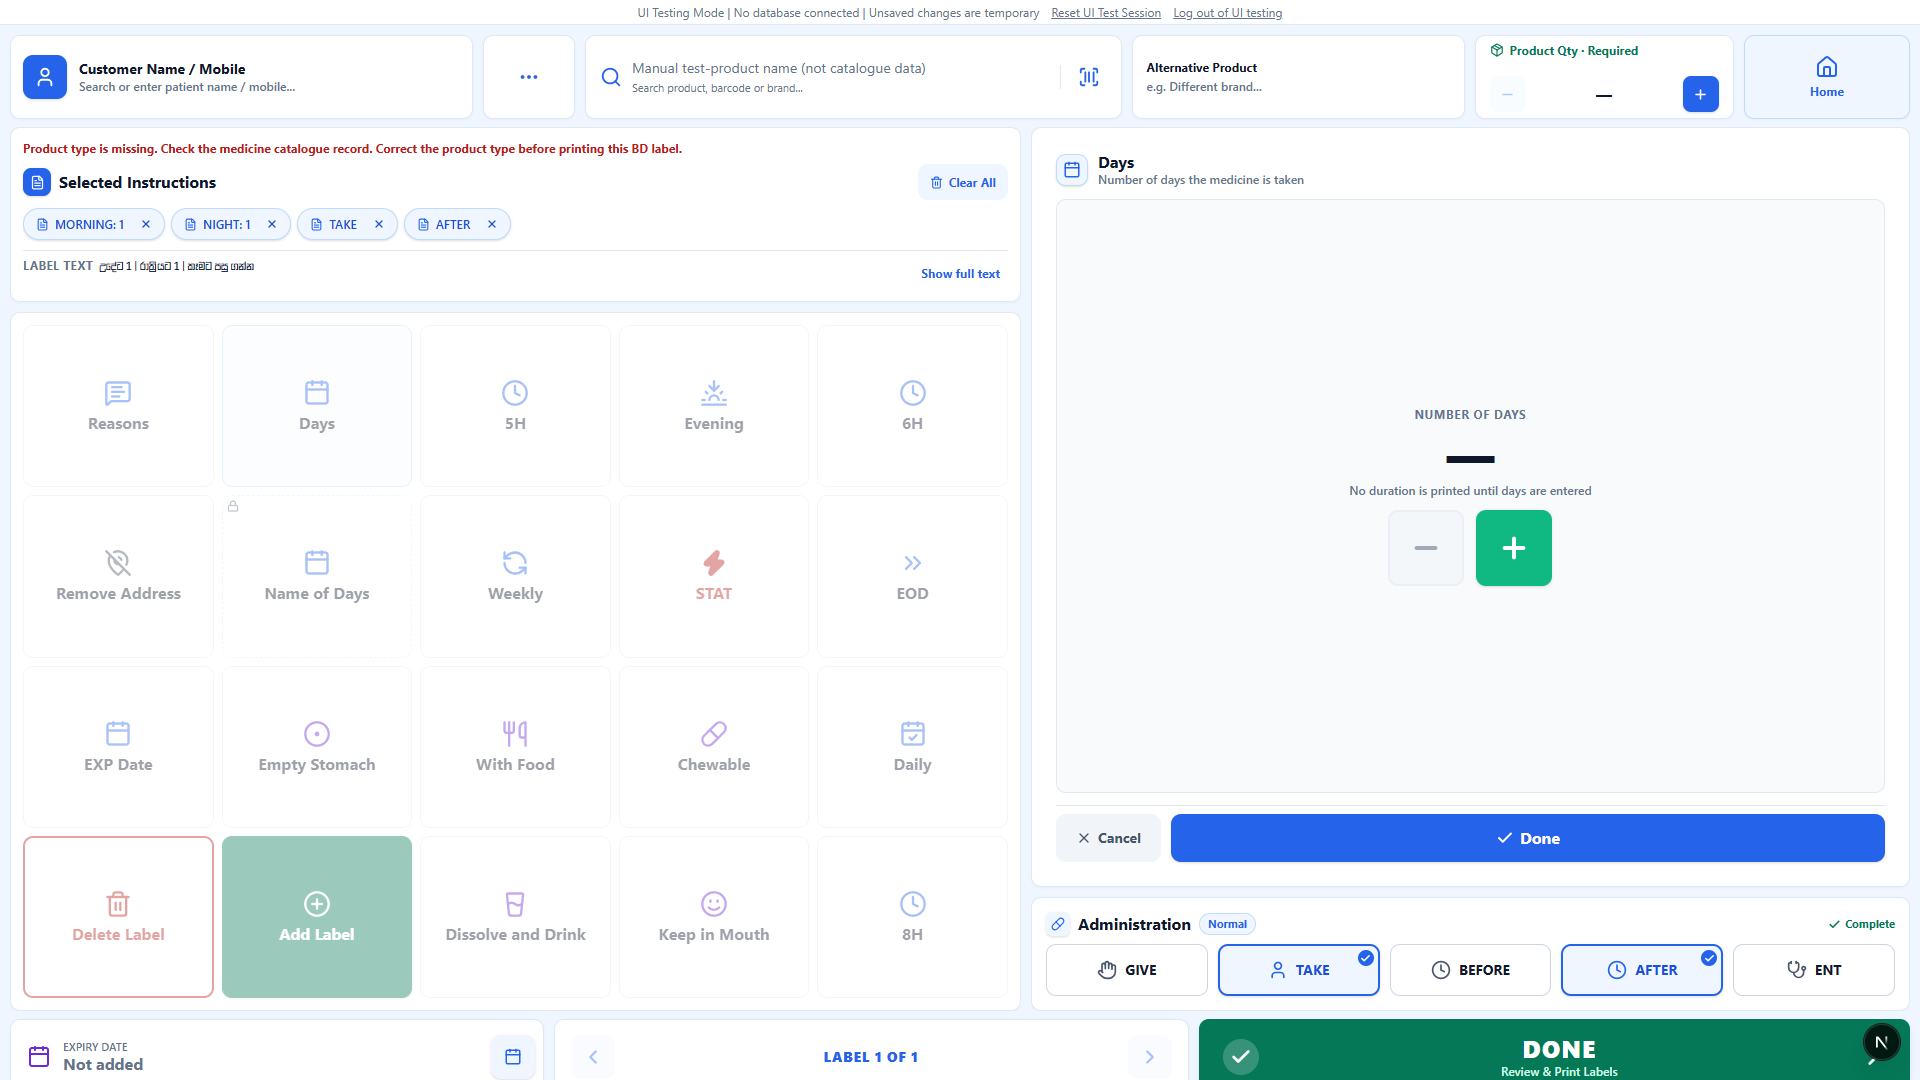 UI Testing Mode | No database connected | Unsaved changes are temporary Reset UI Test Session Log out of UI testing
Customer Name / Mobile
Search or enter patient name / mobile...
Manual test-product name (not catalogue data)
Search product, barcode or brand...
Alternative Product
e.g. Different brand...
Product Qty · Required
Home
Product type is missing. Check the medicine catalogue record. Correct the product type before printing this BD label.
Selected Instructions
Clear All
MORNING: 1
NIGHT: 1
TAKE
AFTER
LABEL TEXT උදේට 1 | රාත්‍රියට 1 | කෑමට පසු ගන්න
Show full text
Days
Number of days the medicine is taken
NUMBER OF DAYS
No duration is printed until days are entered
Cancel
Done
Reasons
Days
5H
Evening
6H
Remove Address
Name of Days
Weekly
STAT
EOD
EXP Date
Empty Stomach
With Food
Chewable
Daily
Delete Label
Add Label
Dissolve and Drink
Keep in Mouth
8H
Administration
Normal
Complete
GIVE
TAKE
BEFORE
AFTER
ENT
EXPIRY DATE
Not added
LABEL 1 OF 1
DONE
Review & Print Labels
N